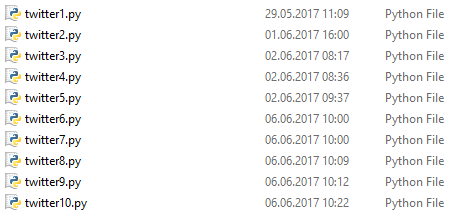 twitter1.py 29.05.2017 11:09 Python File
twitter2.py 01.06.2017 16:00 Python File
twitter3.py 02.06.2017 08:17 Python File
twitter4.py 02.06.2017 08:36 Python File
twitter5.py 02.06.2017 09:37 Python File
twitter6.py 06.06.2017 10:00 Python File
twitter7.py 06.06.2017 10:00 Python File
twitter8.py 06.06.2017 10:09 Python File
twitter9.py 06.06.2017 10:12 Python File
twitter10.py 06.06.2017 10:22 Python File